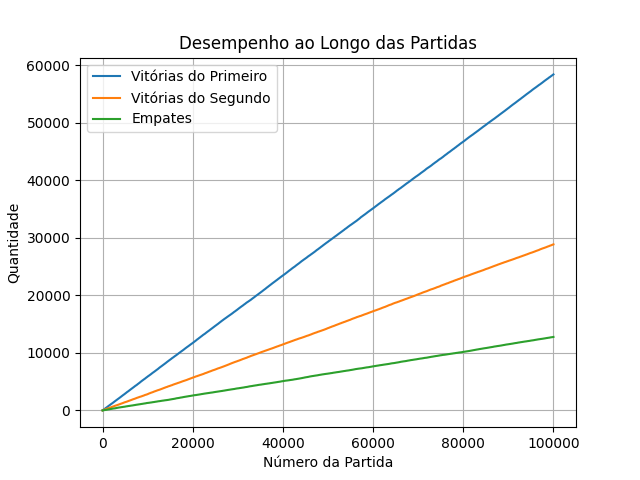 Desempenho ao Longo das Partidas
60000
50000
40000
30000
20000
10000
0
Quantidade
Vitórias do Primeiro
Vitórias do Segundo
Empates
0 20000 40000 60000 80000 100000
Número da Partida